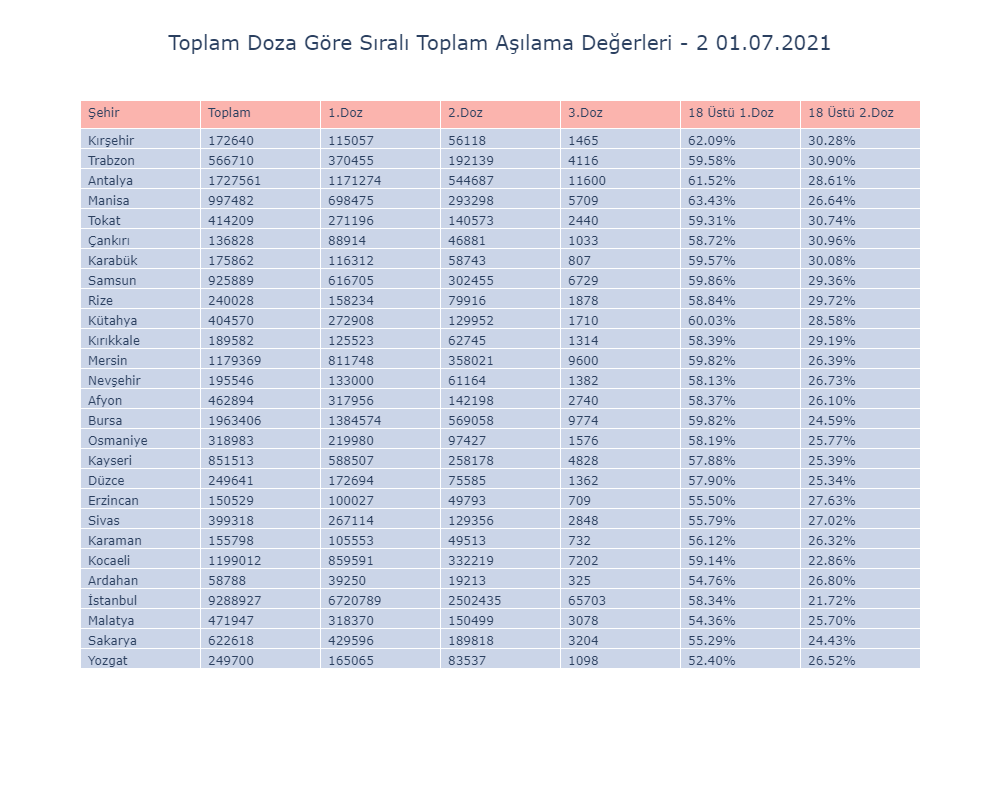 Toplam Doza Göre Sıralı Toplam Aşılama Değerleri - 2 01.07.2021
Şehir Toplam 1.Doz 2.Doz 3.Doz 18 Üstü 1.Doz 18 Üstü 2.Doz
Kırşehir 172640 115057 56118 1465 62.09% 30.28%
Trabzon 566710 370455 192139 4116 59.58% 30.90%
Antalya 1727561 1171274 544687 11600 61.52% 28.61%
Manisa 997482 698475 293298 5709 63.43% 26.64%
Tokat 414209 271196 140573 2440 59.31% 30.74%
Çankırı 136828 88914 46881 1033 58.72% 30.96%
Karabük 175862 116312 58743 807 59.57% 30.08%
Samsun 925889 616705 302455 6729 59.86% 29.36%
Rize 240028 158234 79916 1878 58.84% 29.72%
Kütahya 404570 272908 129952 1710 60.03% 28.58%
Kırıkkale 189582 125523 62745 1314 58.39% 29.19%
Mersin 1179369 811748 358021 9600 59.82% 26.39%
Nevşehir 195546 133000 61164 1382 58.13% 26.73%
Afyon 462894 317956 142198 2740 58.37% 26.10%
Bursa 1963406 1384574 569058 9774 59.82% 24.59%
Osmaniye 318983 219980 97427 1576 58.19% 25.77%
Kayseri 851513 588507 258178 4828 57.88% 25.39%
Düzce 249641 172694 75585 1362 57.90% 25.34%
Erzincan 150529 100027 49793 709 55.50% 27.63%
Sivas 399318 267114 129356 2848 55.79% 27.02%
Karaman 155798 105553 49513 732 56.12% 26.32%
Kocaeli 1199012 859591 332219 7202 59.14% 22.86%
Ardahan 58788 39250 19213 325 54.76% 26.80%
İstanbul 9288927 6720789 2502435 65703 58.34% 21.72%
Malatya 471947 318370 150499 3078 54.36% 25.70%
Sakarya 622618 429596 189818 3204 55.29% 24.43%
Yozgat 249700 165065 83537 1098 52.40% 26.52%